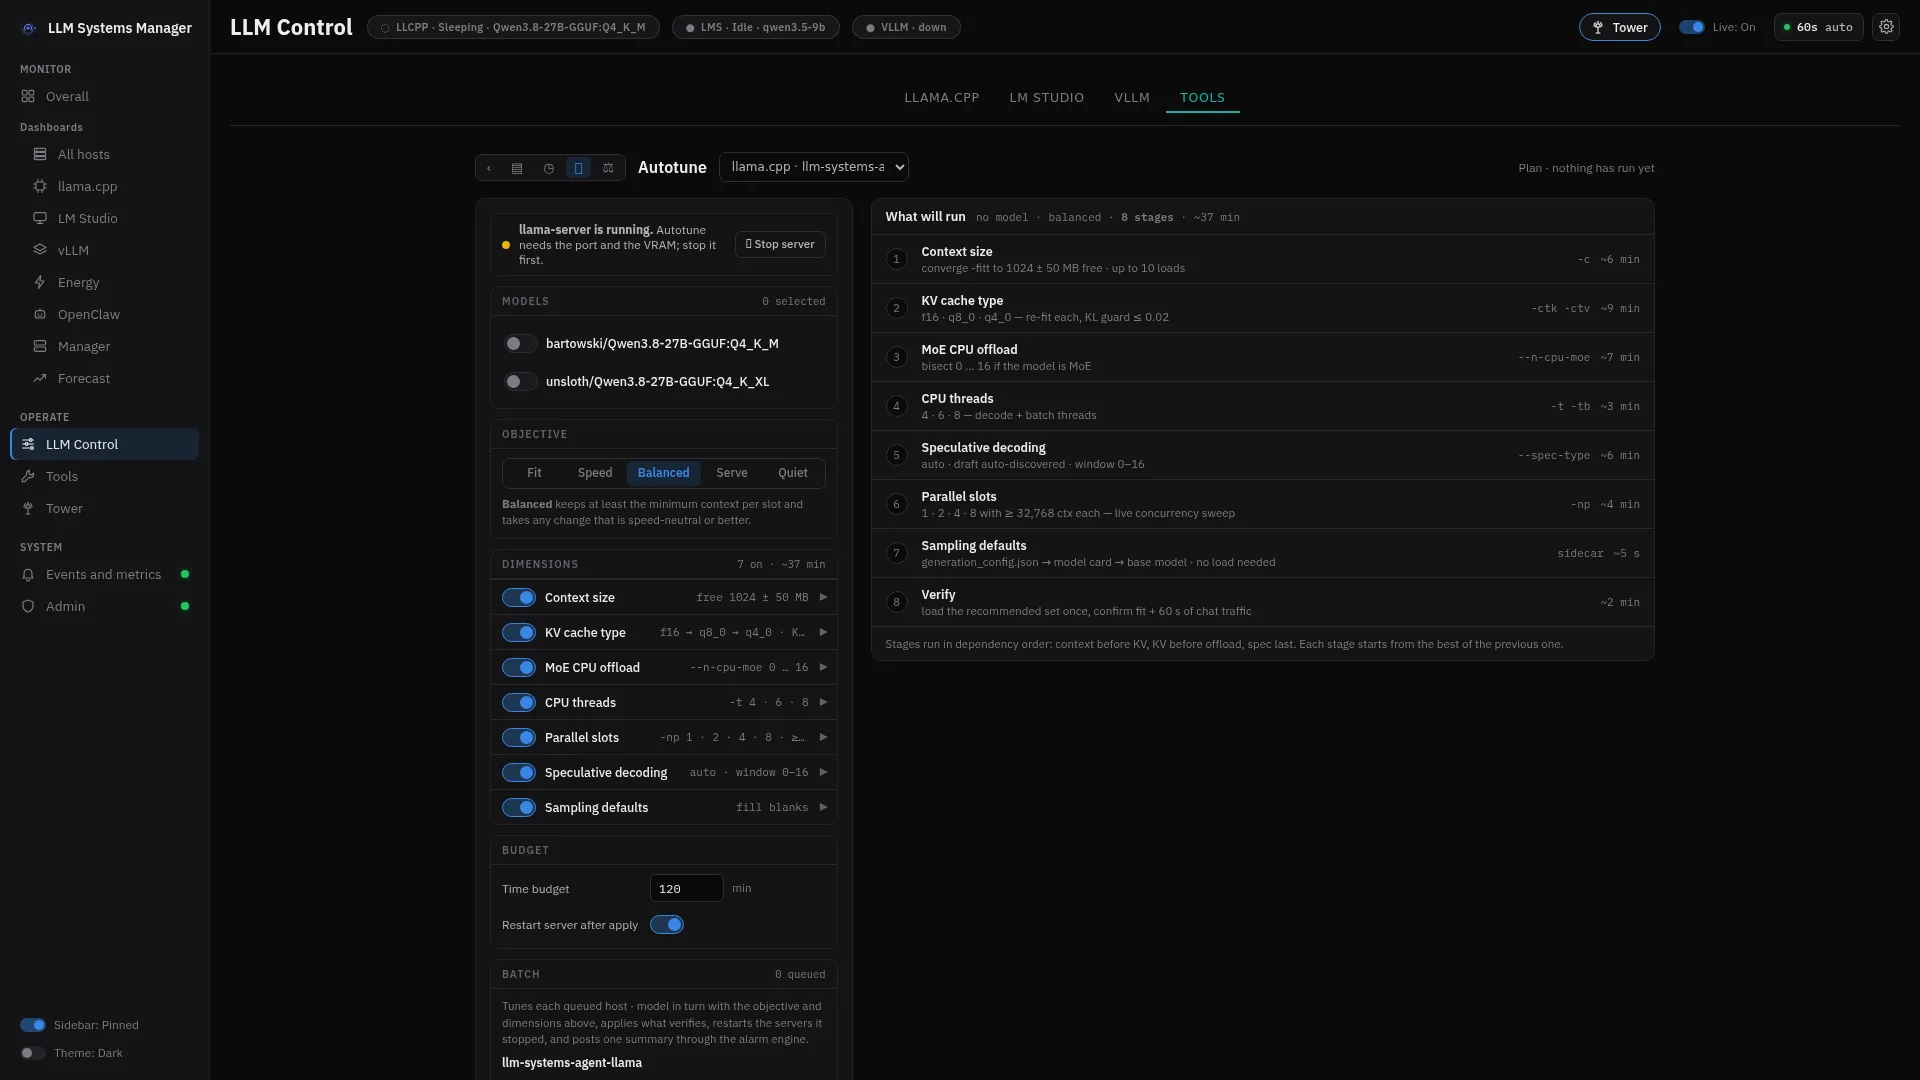 LLM Systems Manager
MONITOR
Overall
Dashboards
All hosts
llama.cpp
LM Studio
vLLM
Energy
OpenClaw
Manager
Forecast
OPERATE
LLM Control
Tools
Tower
SYSTEM
Events and metrics
Admin
Sidebar: Pinned
Theme: Dark
LLM Control
LLCPP · Sleeping · Qwen3.8-27B-GGUF:Q4_K_M
LMS · Idle · qwen3.5-9b
VLLM · down
Tower
Live: On
60s auto
LLAMA.CPP
LM STUDIO
VLLM
TOOLS
Autotune
llama.cpp · llm-systems-a
Plan · nothing has run yet
llama-server is running. Autotune
needs the port and the VRAM; stop it
first.
Stop server
MODELS
0 selected
bartowski/Qwen3.8-27B-GGUF:Q4_K_M
unsloth/Qwen3.8-27B-GGUF:Q4_K_XL
OBJECTIVE
Fit
Speed
Balanced
Serve
Quiet
Balanced keeps at least the minimum context per slot and
takes any change that is speed-neutral or better.
DIMENSIONS
7 on · ~37 min
Context size
free 1024 ± 50 MB
KV cache type
f16 → q8_0 → q4_0 · K…
MoE CPU offload
--n-cpu-moe 0 … 16
CPU threads
-t 4 · 6 · 8
Parallel slots
-np 1 · 2 · 4 · 8 · ≥…
Speculative decoding
auto · window 0–16
Sampling defaults
fill blanks
BUDGET
Time budget
120
min
Restart server after apply
BATCH
0 queued
Tunes each queued host · model in turn with the objective and
dimensions above, applies what verifies, restarts the servers it
stopped, and posts one summary through the alarm engine.
llm-systems-agent-llama
What will run no model · balanced · 8 stages · ~37 min
1
Context size
converge -fitt to 1024 ± 50 MB free · up to 10 loads
-c ~6 min
2
KV cache type
f16 · q8_0 · q4_0 — re-fit each, KL guard ≤ 0.02
-ctk -ctv ~9 min
3
MoE CPU offload
bisect 0 … 16 if the model is MoE
--n-cpu-moe ~7 min
4
CPU threads
4 · 6 · 8 — decode + batch threads
-t -tb ~3 min
5
Speculative decoding
auto · draft auto-discovered · window 0–16
--spec-type ~6 min
6
Parallel slots
1 · 2 · 4 · 8 with ≥ 32,768 ctx each — live concurrency sweep
-np ~4 min
7
Sampling defaults
generation_config.json → model card → base model · no load needed
sidecar ~5 s
8
Verify
load the recommended set once, confirm fit + 60 s of chat traffic
~2 min
Stages run in dependency order: context before KV, KV before offload, spec last. Each stage starts from the best of the previous one.